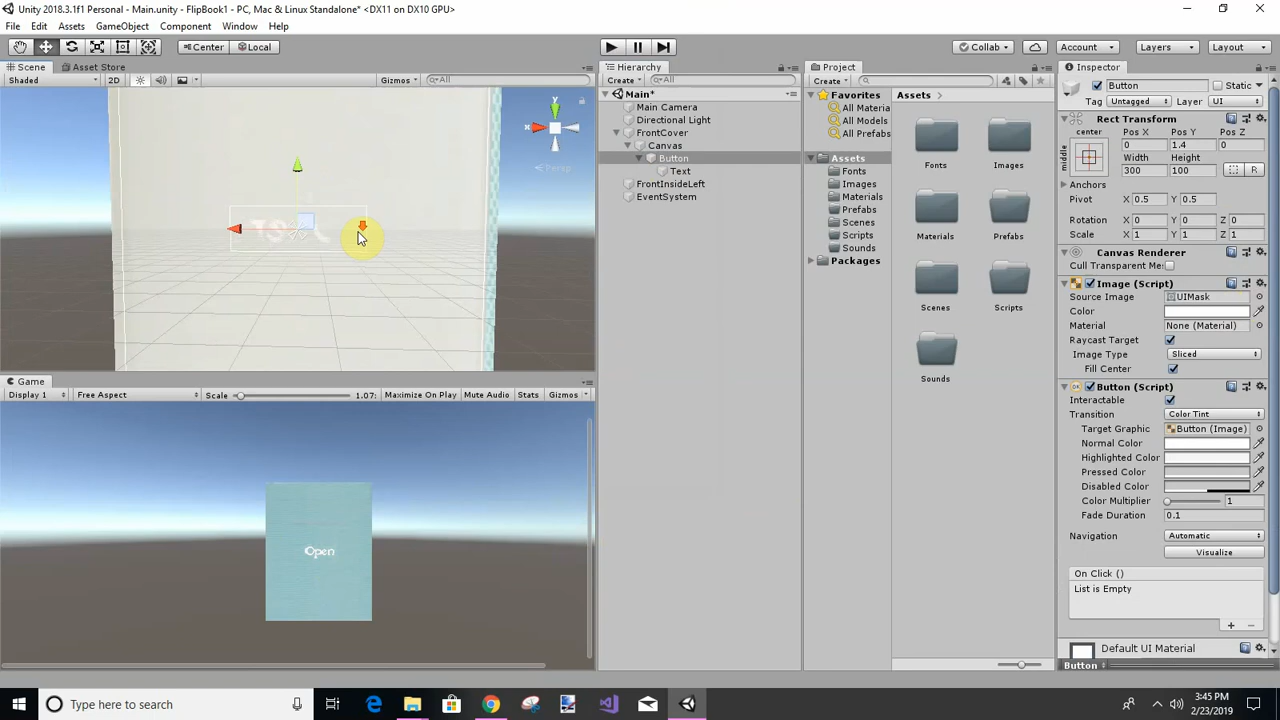 Unity 2018.3.1f1 Personal - Main.unity - FlipBook1 - PC, Mac & Linux Standalone* <DX11 on DX10 GPU>
File Edit Assets GameObject Component Window Help
Center Local Collab Account Layers Layout
Scene Asset Store
Shaded 2D Gizmos All
y
x
Persp
Hierarchy
Create All
Main*
Main Camera
Directional Light
FrontCover
Canvas
Button
Text
FrontInsideLeft
EventSystem
Project
Create
Favorites
All Materia
All Models
All Prefabs
Assets
Fonts
Images
Materials
Prefabs
Scenes
Scripts
Sounds
Packages
Assets
Fonts Images
Materials Prefabs
Scenes Scripts
Sounds
Inspector
Button Static
Tag Untagged Layer UI
Rect Transform
center Pos X Pos Y Pos Z
middle 0 1.4 0
Width Height
300 100 R
Anchors
Pivot X 0.5 Y 0.5
Rotation X 0 Y 0 Z 0
Scale X 1 Y 1 Z 1
Canvas Renderer
Cull Transparent Me
Image (Script)
Source Image UIMask
Color
Material None (Material)
Raycast Target
Image Type Sliced
Fill Center
Button (Script)
Interactable
Transition Color Tint
Target Graphic Button (Image)
Normal Color
Highlighted Color
Pressed Color
Disabled Color
Color Multiplier 1
Fade Duration 0.1
Navigation Automatic
Visualize
On Click ()
List is Empty
Default UI Material
Button
Game
Display 1 Free Aspect Scale 1.07: Maximize On Play Mute Audio Stats Gizmos
Open
Type here to search
3:45 PM
2/23/2019